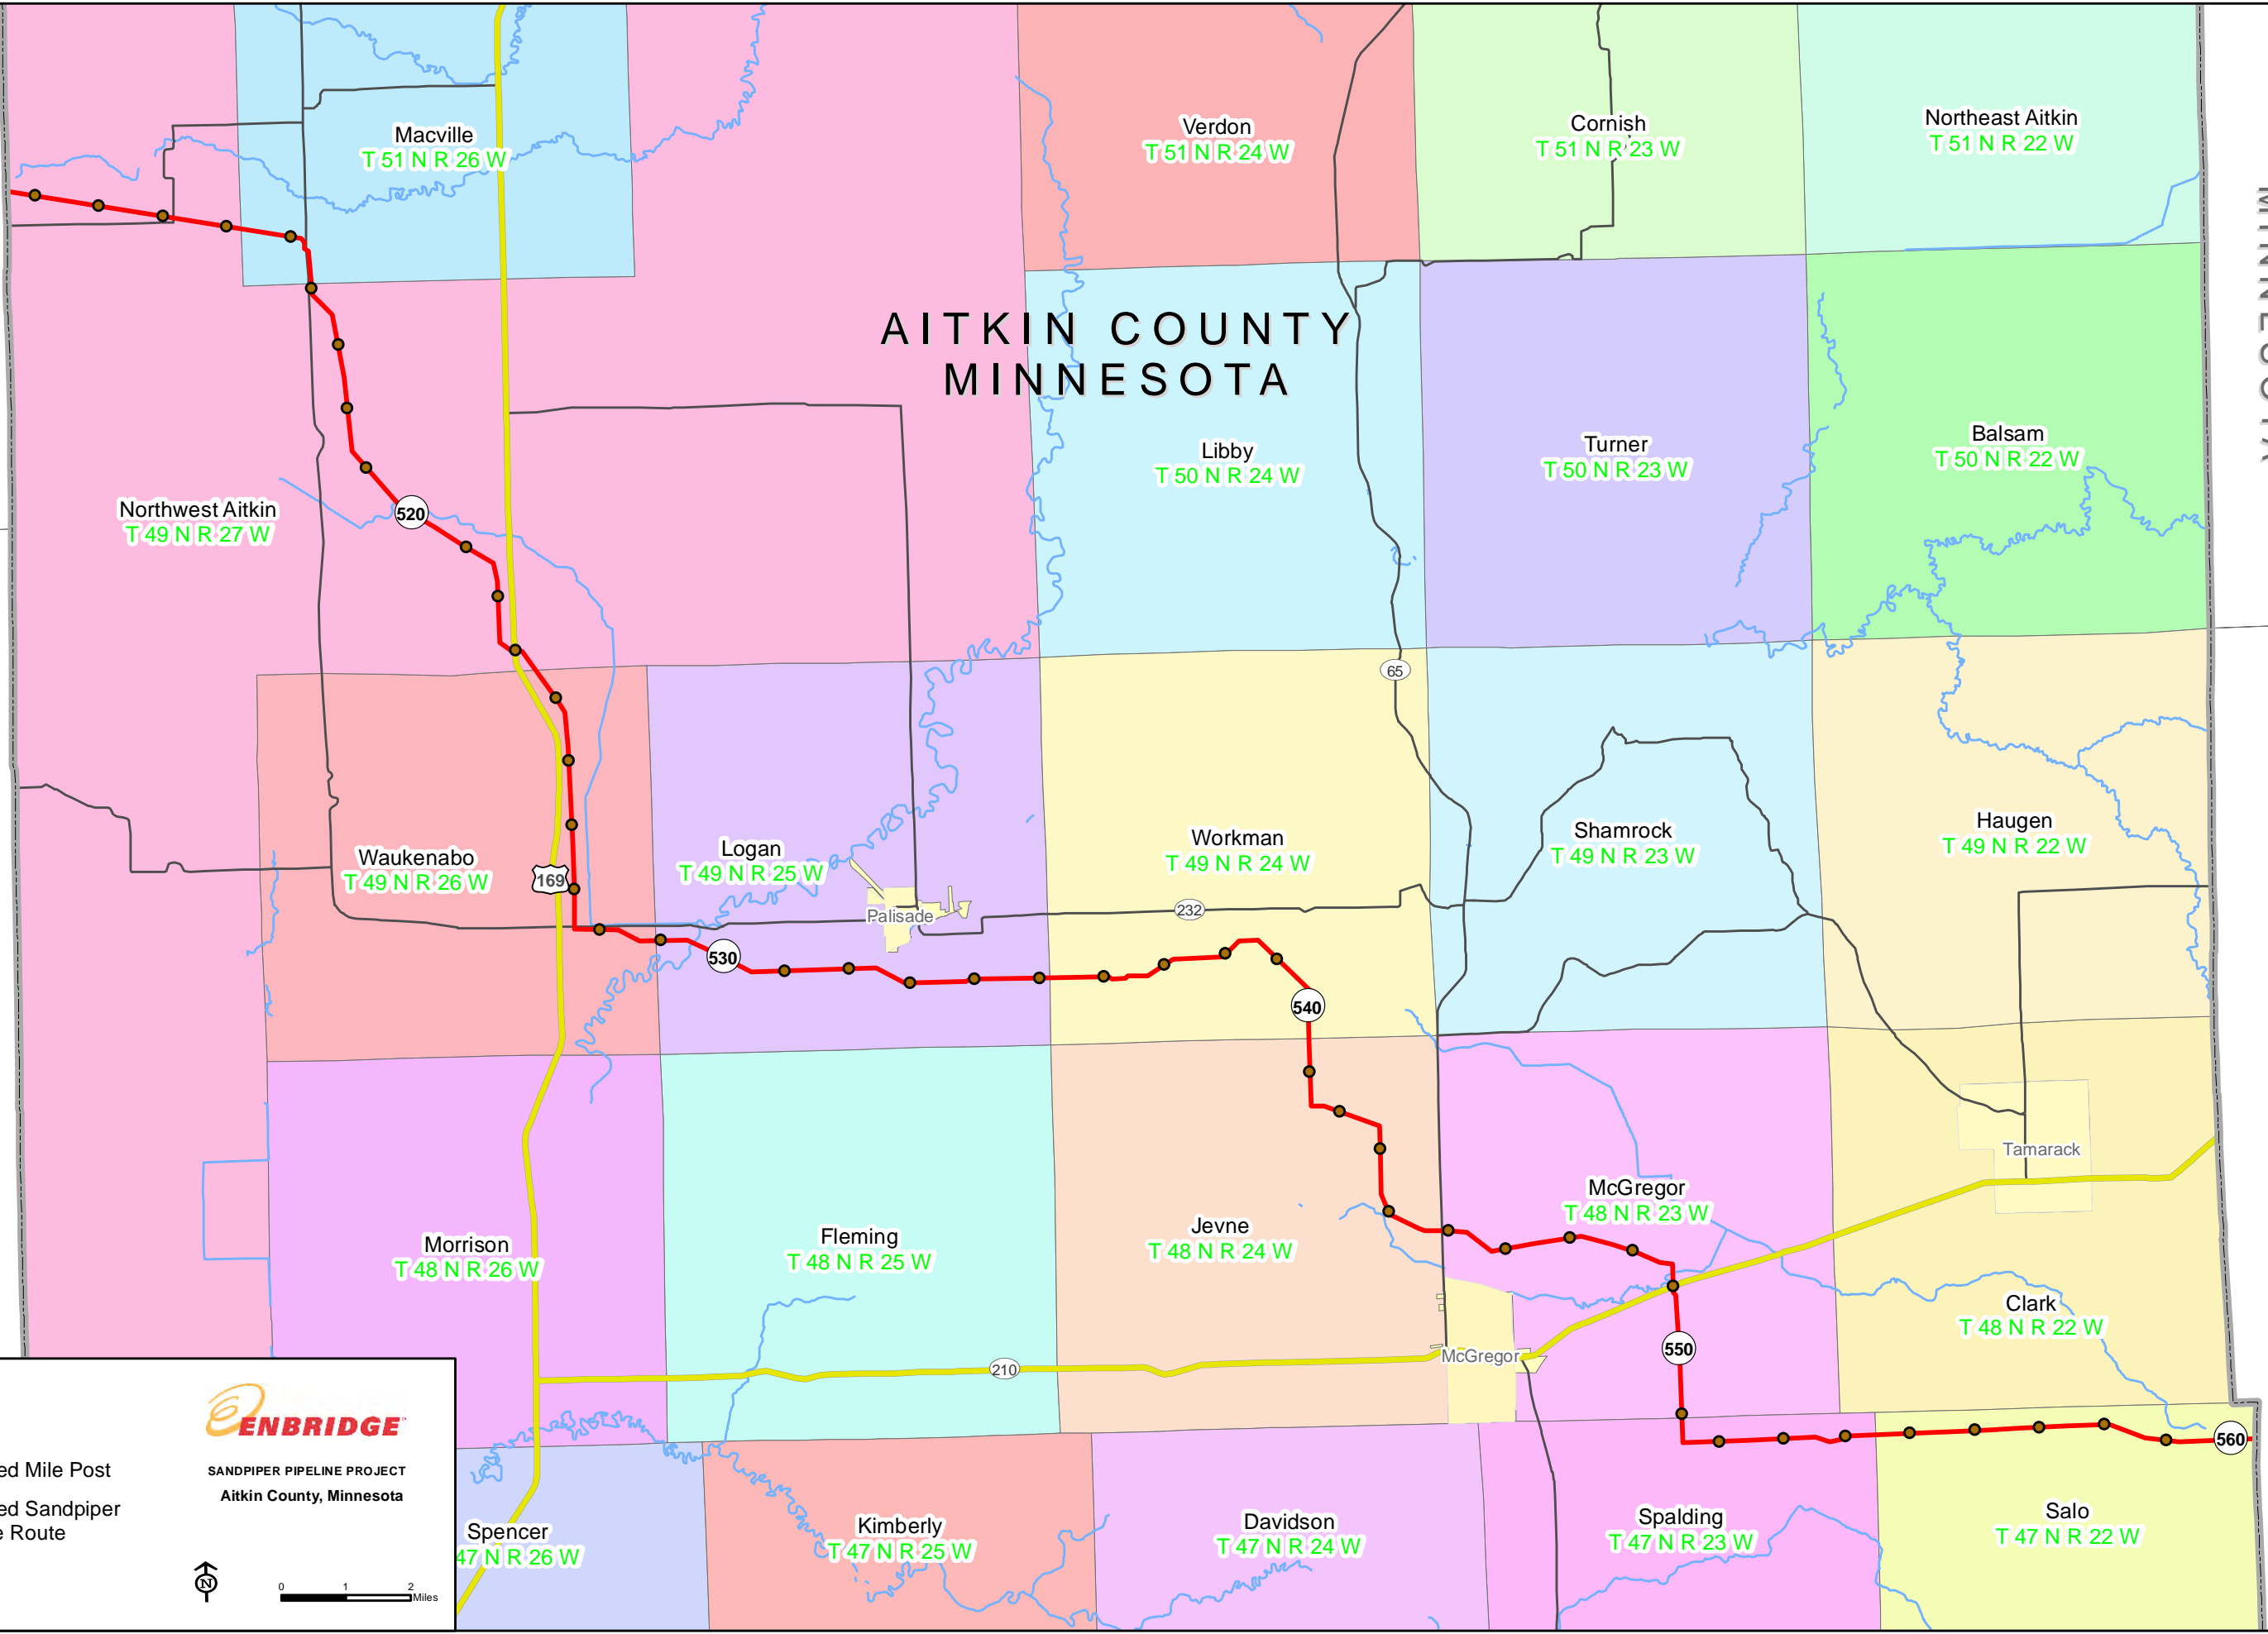 Macville
T 51 N R 26 W
Verdon
T 51 N R 24 W
Cornish
T 51 N R 23 W
Northeast Aitkin
T 51 N R 22 W
MINNESOTA
AITKIN COUNTY
MINNESOTA
Libby
T 50 N R 24 W
Turner
T 50 N R 23 W
Balsam
T 50 N R 22 W
Northwest Aitkin
T 49 N R 27 W
520
65
Waukenabo
T 49 N R 26 W
169
Logan
T 49 N R 25 W
Palisade
Workman
T 49 N R 24 W
232
Shamrock
T 49 N R 23 W
Haugen
T 49 N R 22 W
530
540
Tamarack
Morrison
T 48 N R 26 W
Fleming
T 48 N R 25 W
Jevne
T 48 N R 24 W
McGregor
T 48 N R 23 W
Clark
T 48 N R 22 W
210
McGregor
550
560
ENBRIDGE
SANDPIPER PIPELINE PROJECT
Aitkin County, Minnesota
ed Mile Post
ed Sandpiper
e Route
N
0 1 2
Miles
Spencer
47 N R 26 W
Kimberly
T 47 N R 25 W
Davidson
T 47 N R 24 W
Spalding
T 47 N R 23 W
Salo
T 47 N R 22 W